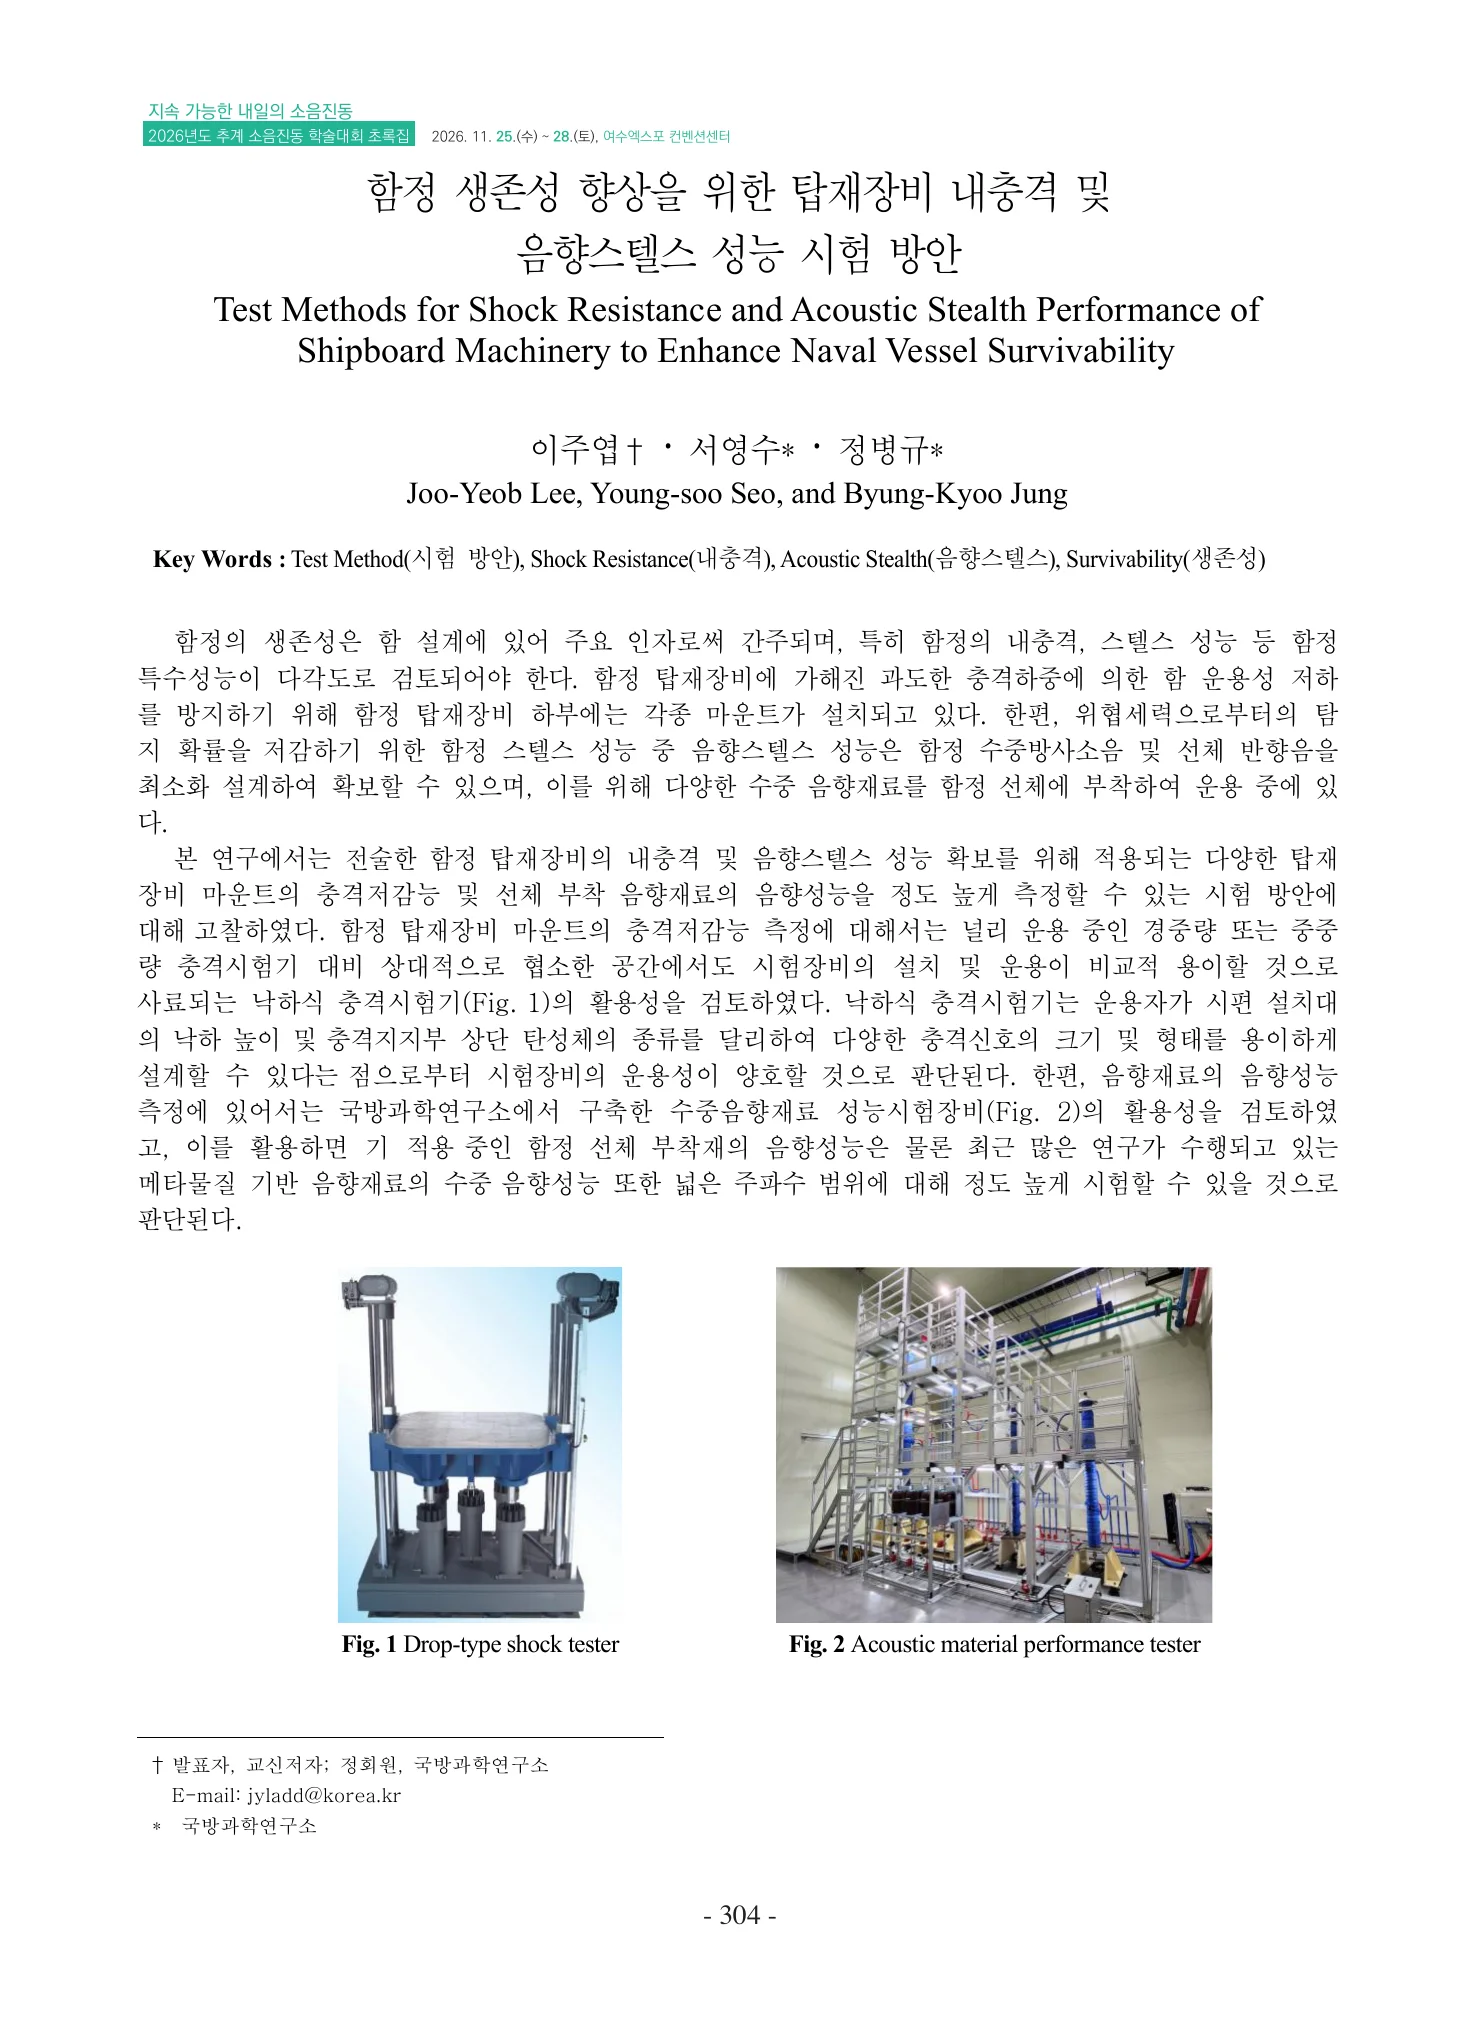 지속 가능한 내일의 소음진동
2026년도 추계 소음진동 학술대회 초록집 2026. 11. 25.(수) ~ 28.(토), 여수엑스포 컨벤션센터
함정 생존성 향상을 위한 탑재장비 내충격 및
음향스텔스 성능 시험 방안
Test Methods for Shock Resistance and Acoustic Stealth Performance of
Shipboard Machinery to Enhance Naval Vessel Survivability
이주엽† · 서영수* · 정병규*
Joo-Yeob Lee, Young-soo Seo, and Byung-Kyoo Jung
Key Words : Test Method(시험 방안), Shock Resistance(내충격), Acoustic Stealth(음향스텔스), Survivability(생존성)
함정의 생존성은 함 설계에 있어 주요 인자로써 간주되며, 특히 함정의 내충격, 스텔스 성능 등 함정
특수성능이 다각도로 검토되어야 한다. 함정 탑재장비에 가해진 과도한 충격하중에 의한 함 운용성 저하
를 방지하기 위해 함정 탑재장비 하부에는 각종 마운트가 설치되고 있다. 한편, 위협세력으로부터의 탐
지 확률을 저감하기 위한 함정 스텔스 성능 중 음향스텔스 성능은 함정 수중방사소음 및 선체 반향음을
최소화 설계하여 확보할 수 있으며, 이를 위해 다양한 수중 음향재료를 함정 선체에 부착하여 운용 중에 있
다.
본 연구에서는 전술한 함정 탑재장비의 내충격 및 음향스텔스 성능 확보를 위해 적용되는 다양한 탑재
장비 마운트의 충격저감능 및 선체 부착 음향재료의 음향성능을 정도 높게 측정할 수 있는 시험 방안에
대해 고찰하였다. 함정 탑재장비 마운트의 충격저감능 측정에 대해서는 널리 운용 중인 경중량 또는 중중
량 충격시험기 대비 상대적으로 협소한 공간에서도 시험장비의 설치 및 운용이 비교적 용이할 것으로
사료되는 낙하식 충격시험기(Fig. 1)의 활용성을 검토하였다. 낙하식 충격시험기는 운용자가 시편 설치대
의 낙하 높이 및 충격지지부 상단 탄성체의 종류를 달리하여 다양한 충격신호의 크기 및 형태를 용이하게
설계할 수 있다는 점으로부터 시험장비의 운용성이 양호할 것으로 판단된다. 한편, 음향재료의 음향성능
측정에 있어서는 국방과학연구소에서 구축한 수중음향재료 성능시험장비(Fig. 2)의 활용성을 검토하였
고, 이를 활용하면 기 적용 중인 함정 선체 부착재의 음향성능은 물론 최근 많은 연구가 수행되고 있는
메타물질 기반 음향재료의 수중 음향성능 또한 넓은 주파수 범위에 대해 정도 높게 시험할 수 있을 것으로
판단된다.
Fig. 1 Drop-type shock tester
Fig. 2 Acoustic material performance tester
† 발표자, 교신저자; 정회원, 국방과학연구소
E-mail: jyladd@korea.kr
* 국방과학연구소
- 304 -